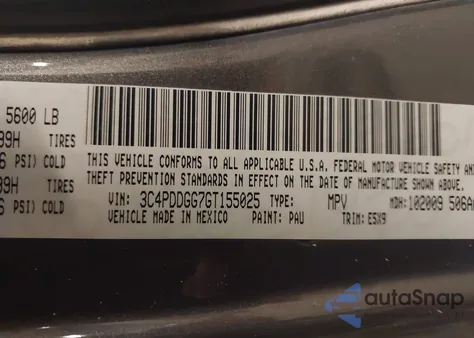 5600 LB
99H TIRES
6 PSI) COLD
99H TIRES
6 PSI) COLD
THIS VEHICLE CONFORMS TO ALL APPLICABLE U.S.A. FEDERAL MOTOR VEHICLE SAFETY AND
THEFT PREVENTION STANDARDS IN EFFECT ON THE DATE OF MANUFACTURE SHOWN ABOVE.
VIN: 3C4PDDGG7GT155025 TYPE: MPV MDH: 102009 506A
VEHICLE MADE IN MEXICO PAINT: PAU TRIM: E5X9
autoSnap